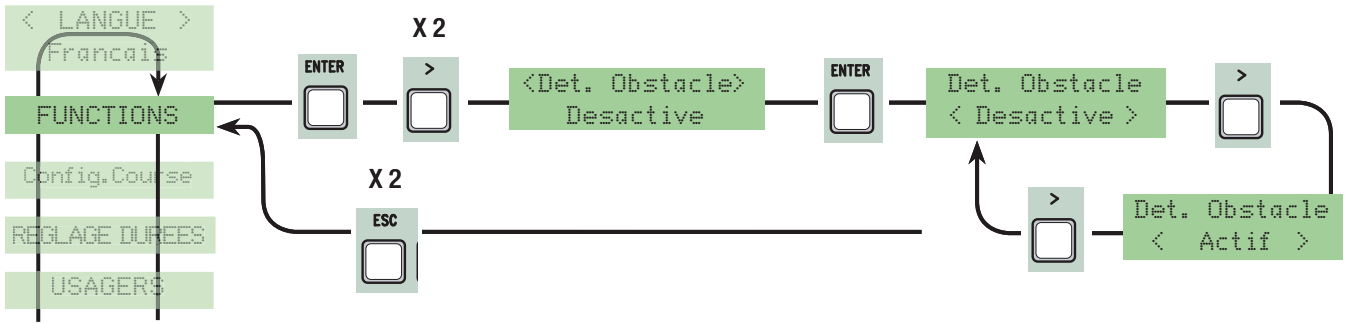 < LANGUE >
Francais
FUNCTIONS
Config.Course
REGLAGE DUREES
USAGERS
ENTER
X 2
>
<Det. Obstacle>
Desactive
ENTER
Det. Obstacle
< Desactive >
>
X 2
ESC
>
Det. Obstacle
< Actif >